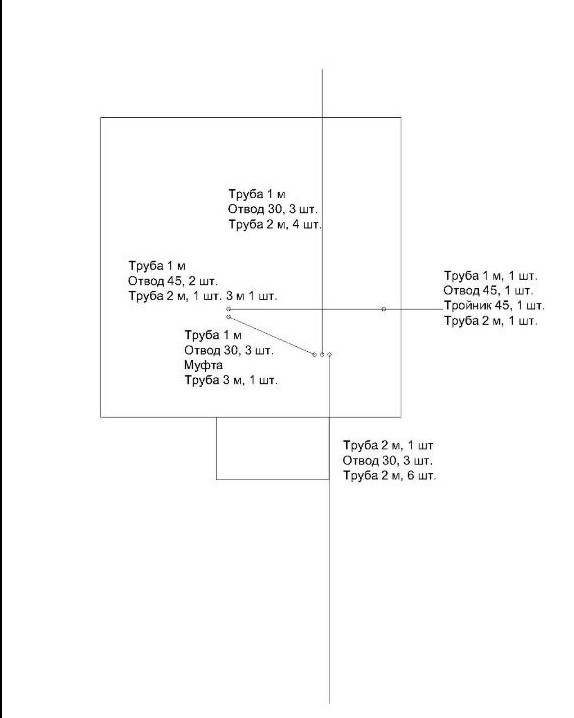 Труба 1 м
Отвод 30, 3 шт.
Труба 2 м, 4 шт.
Труба 1 м
Отвод 45, 2 шт.
Труба 2 м, 1 шт. 3 м 1 шт.
Труба 1 м, 1 шт.
Отвод 45, 1 шт.
Тройник 45, 1 шт.
Труба 2 м, 1 шт.
Труба 1 м
Отвод 30, 3 шт.
Муфта
Труба 3 м, 1 шт.
Труба 2 м, 1 шт
Отвод 30, 3 шт.
Труба 2 м, 6 шт.